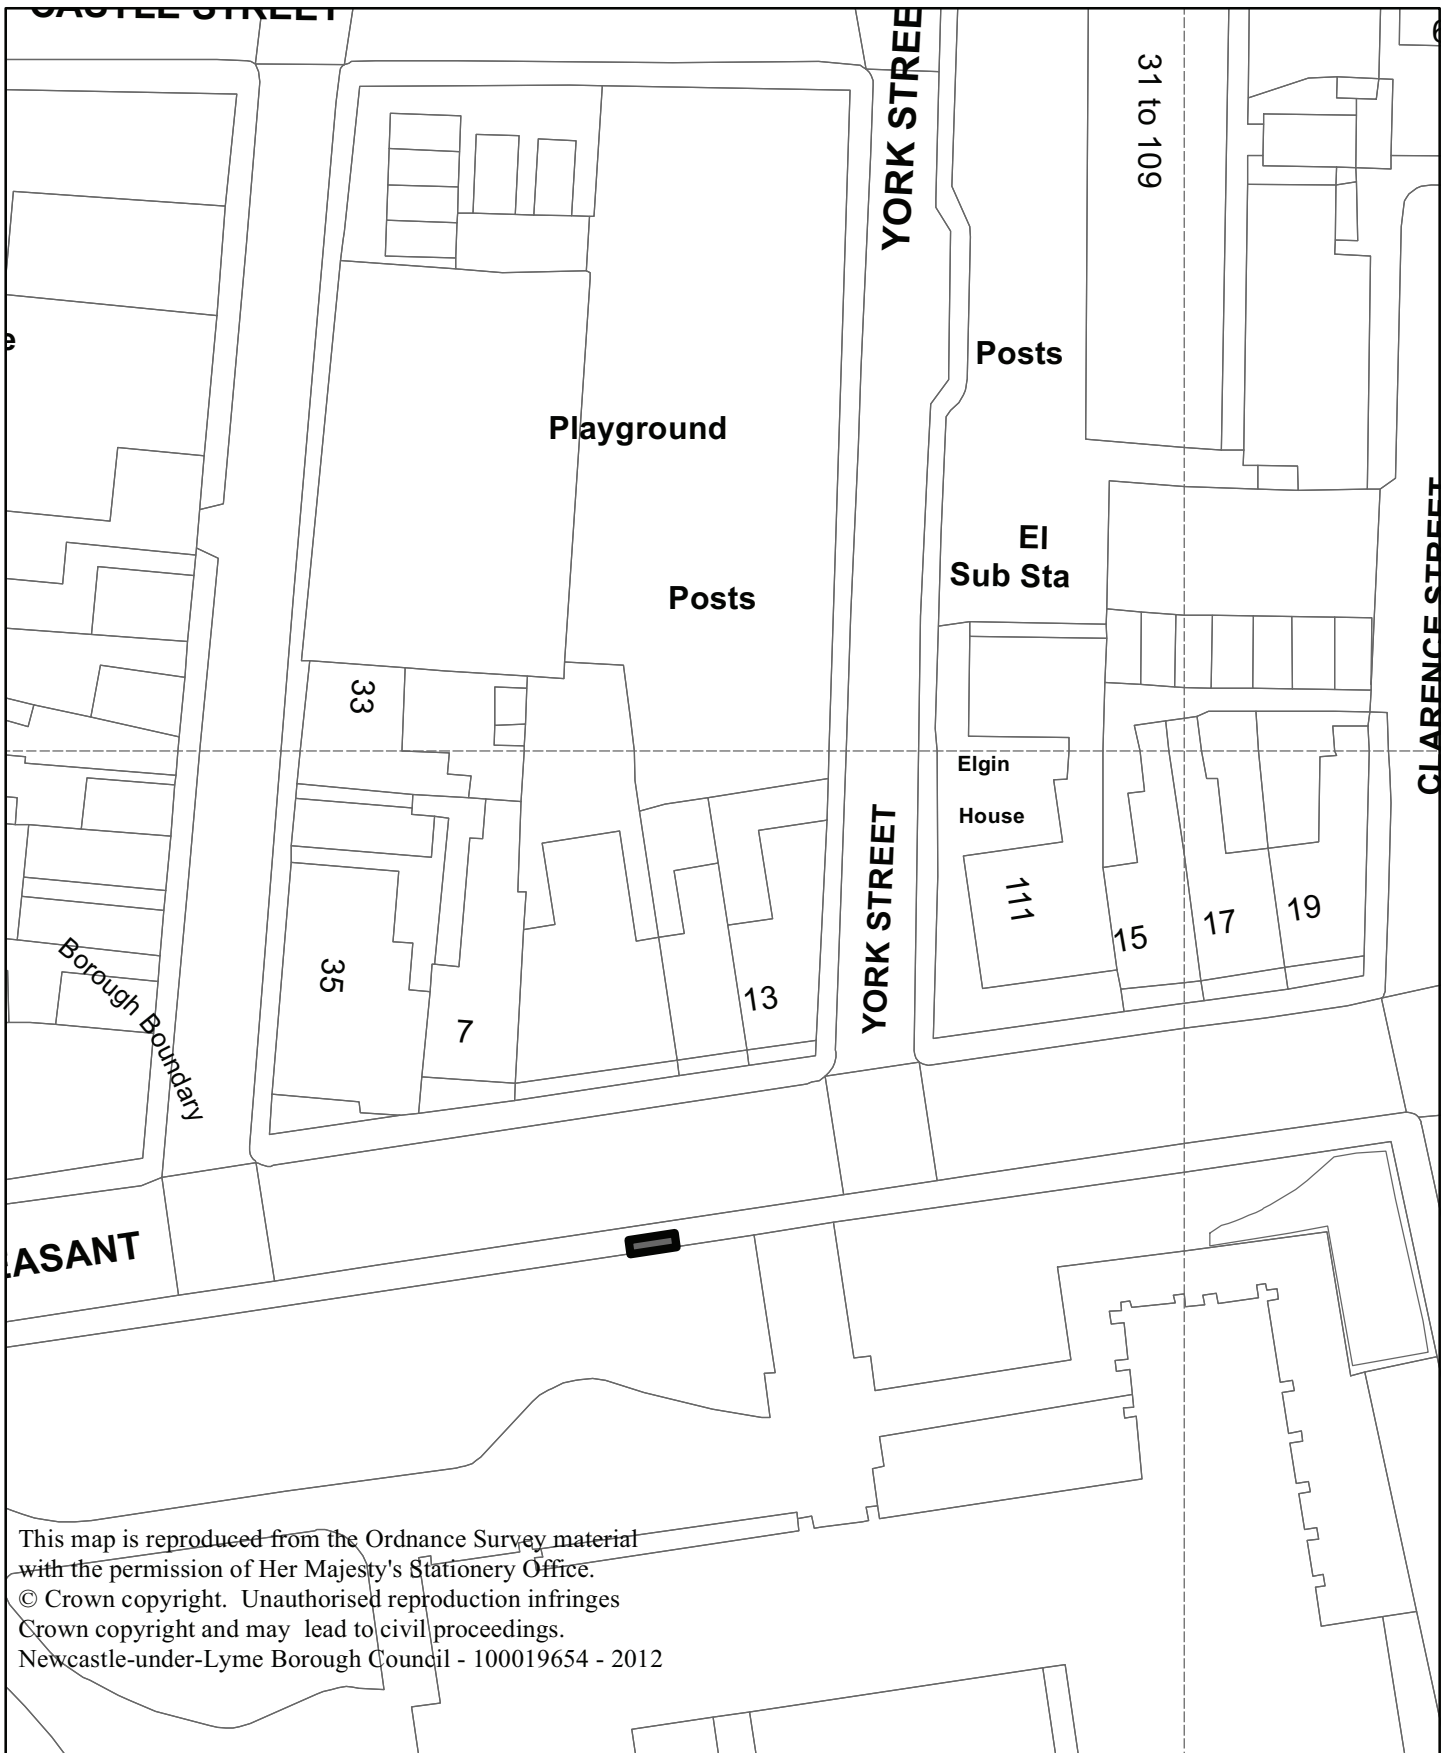 CASTLE STREET
YORK STREE
31 to 109
Posts
Playground
El
Sub Sta
Posts
CLARENCE STREET
33
Elgin
House
YORK STREET
111
15
17
19
Borough Boundary
35
7
13
EASANT
This map is reproduced from the Ordnance Survey material
with the permission of Her Majesty's Stationery Office.
© Crown copyright. Unauthorised reproduction infringes
Crown copyright and may lead to civil proceedings.
Newcastle-under-Lyme Borough Council - 100019654 - 2012